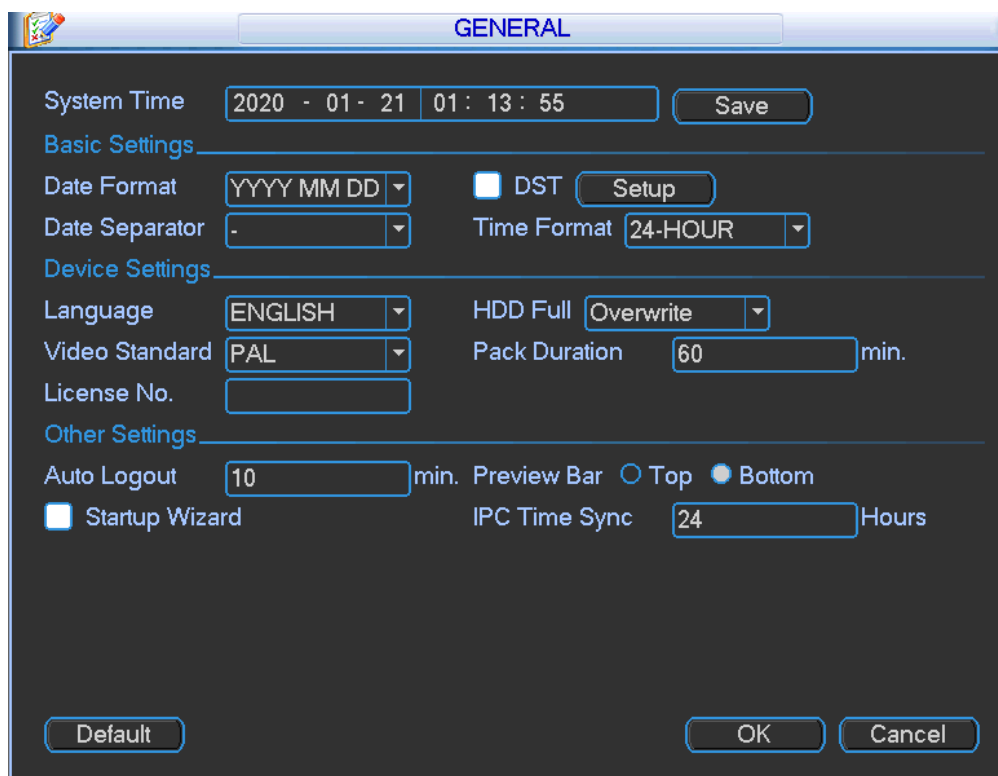 GENERAL
System Time 2020 - 01 - 21 01 : 13 : 55 Save
Basic Settings
Date Format YYYY MM DD DST Setup
Date Separator - Time Format 24-HOUR
Device Settings
Language ENGLISH HDD Full Overwrite
Video Standard PAL Pack Duration 60 min.
License No.
Other Settings
Auto Logout 10 min. Preview Bar Top Bottom
Startup Wizard IPC Time Sync 24 Hours
Default OK Cancel